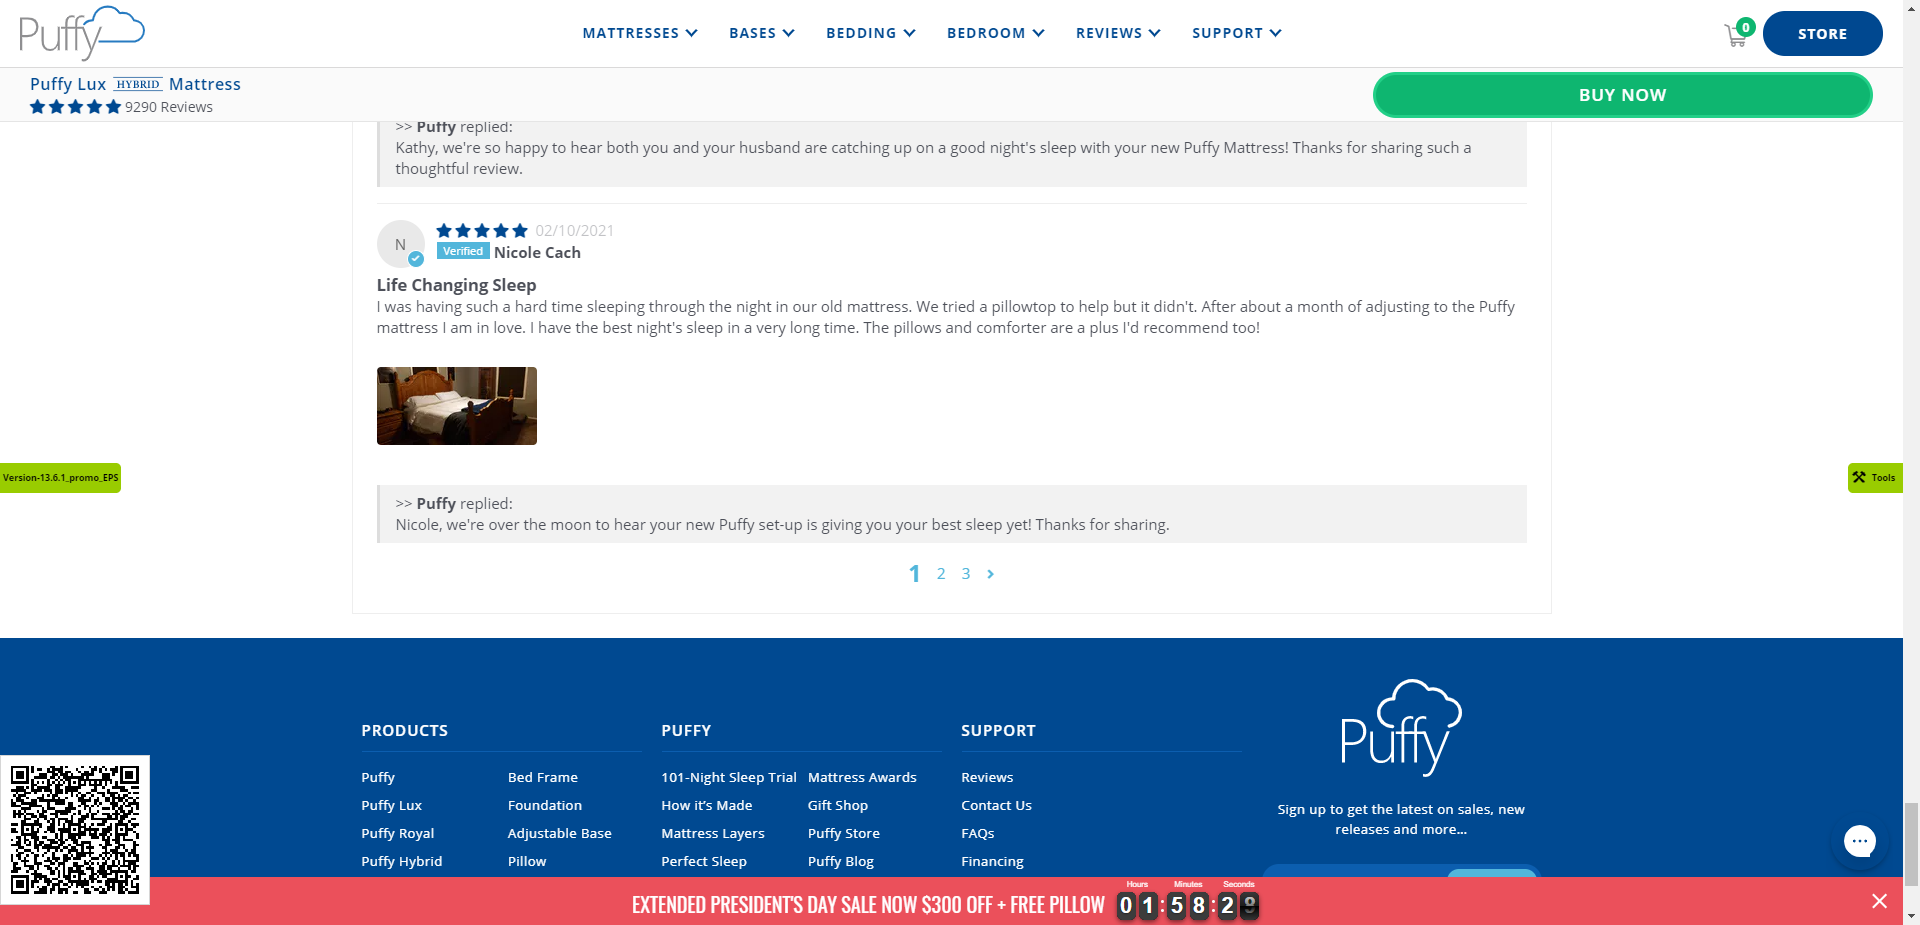 Puffy
MATTRESSES BASES BEDDING BEDROOM REVIEWS SUPPORT
0
STORE
Puffy Lux HYBRID Mattress
9290 Reviews
BUY NOW
>> Puffy replied:
Kathy, we're so happy to hear both you and your husband are catching up on a good night's sleep with your new Puffy Mattress! Thanks for sharing such a
thoughtful review.
N
02/10/2021
Verified Nicole Cach
Life Changing Sleep
I was having such a hard time sleeping through the night in our old mattress. We tried a pillowtop to help but it didn't. After about a month of adjusting to the Puffy
mattress I am in love. I have the best night's sleep in a very long time. The pillows and comforter are a plus I'd recommend too!
Version-13.6.1_promo_EPS
Tools
>> Puffy replied:
Nicole, we're over the moon to hear your new Puffy set-up is giving you your best sleep yet! Thanks for sharing.
1 2 3
PRODUCTS
Puffy
Puffy Lux
Puffy Royal
Puffy Hybrid
Bed Frame
Foundation
Adjustable Base
Pillow
PUFFY
101-Night Sleep Trial
How it's Made
Mattress Layers
Perfect Sleep
Mattress Awards
Gift Shop
Puffy Store
Puffy Blog
SUPPORT
Reviews
Contact Us
FAQs
Financing
Puffy
Sign up to get the latest on sales, new
releases and more...
EXTENDED PRESIDENT'S DAY SALE NOW $300 OFF + FREE PILLOW
Hours Minutes Seconds
01:58:2